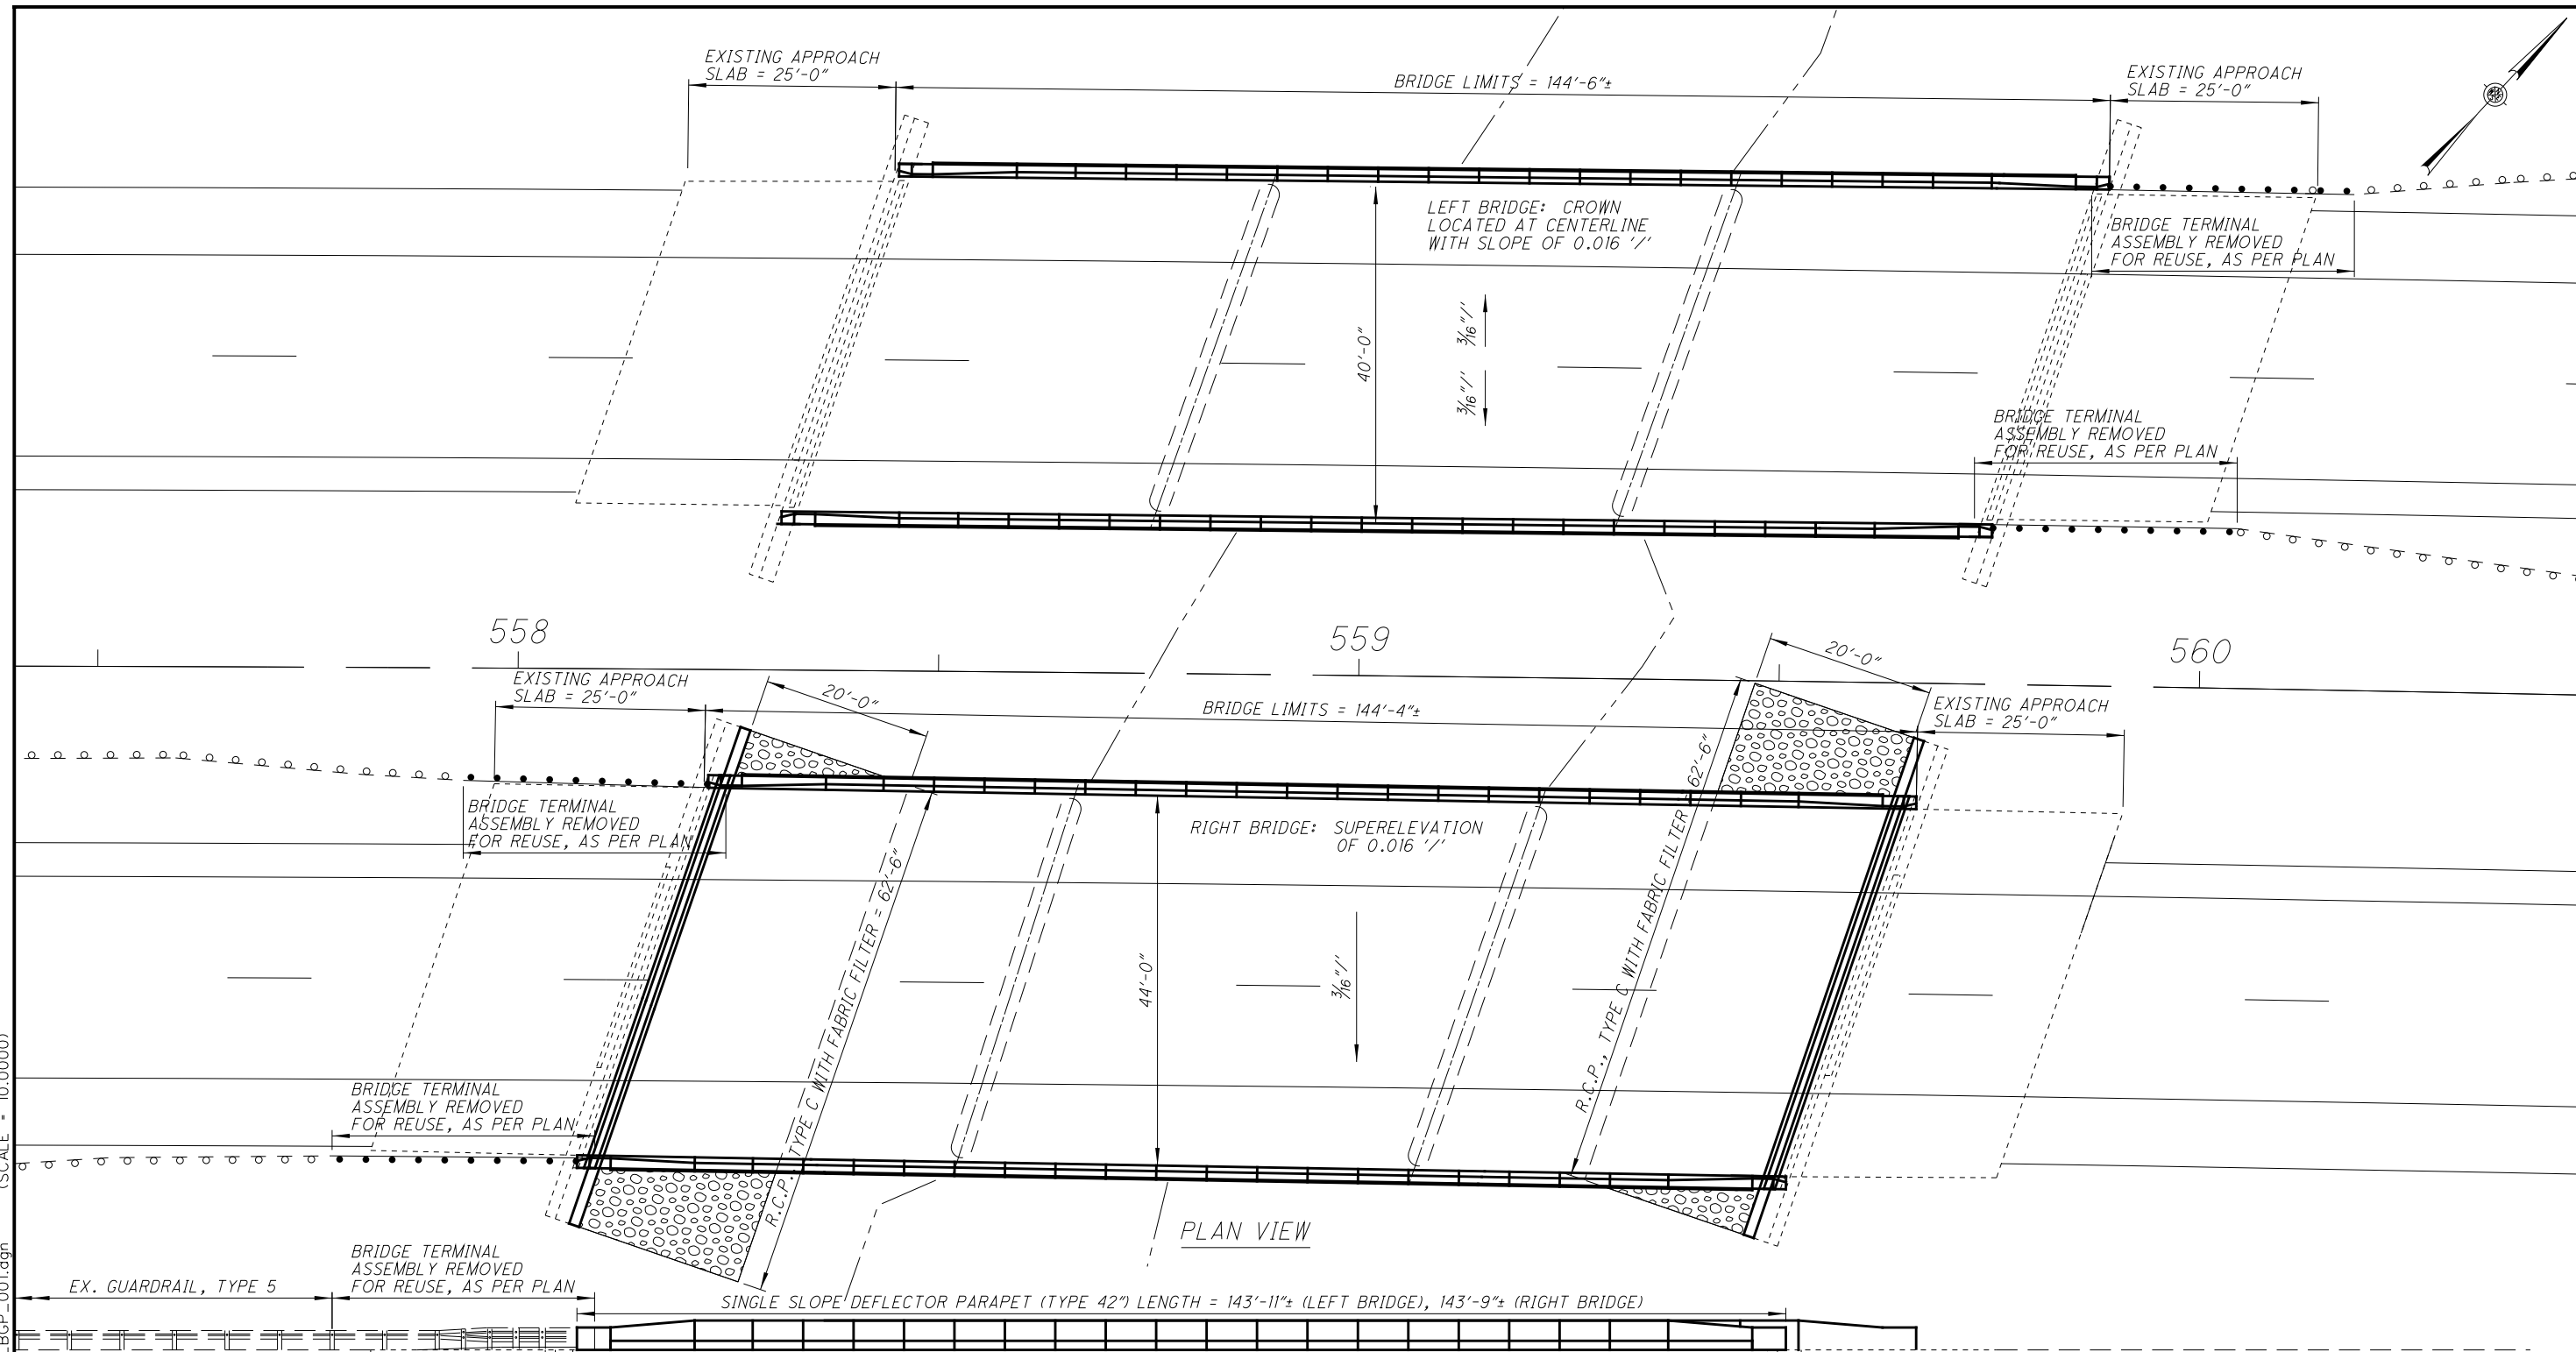 EXISTING APPROACH
SLAB = 25'-0"
BRIDGE LIMITS = 144'-6"±
EXISTING APPROACH
SLAB = 25'-0"
LEFT BRIDGE: CROWN
LOCATED AT CENTERLINE
WITH SLOPE OF 0.016 '/'
BRIDGE TERMINAL
ASSEMBLY REMOVED
FOR REUSE, AS PER PLAN
40'-0"
3/16"/'
3/16"/'
BRIDGE TERMINAL
ASSEMBLY REMOVED
FOR REUSE, AS PER PLAN
558
559
560
EXISTING APPROACH
SLAB = 25'-0"
20'-0"
BRIDGE LIMITS = 144'-4"±
20'-0"
EXISTING APPROACH
SLAB = 25'-0"
BRIDGE TERMINAL
ASSEMBLY REMOVED
FOR REUSE, AS PER PLAN
RIGHT BRIDGE: SUPERELEVATION
OF 0.016 '/'
R.C.P., TYPE C WITH FABRIC FILTER = 62'-6"
44'-0"
3/16"/'
R.C.P., TYPE C WITH FABRIC FILTER = 62'-6"
BRIDGE TERMINAL
ASSEMBLY REMOVED
FOR REUSE, AS PER PLAN
PLAN VIEW
BRIDGE TERMINAL
ASSEMBLY REMOVED
FOR REUSE, AS PER PLAN
EX. GUARDRAIL, TYPE 5
SINGLE SLOPE DEFLECTOR PARAPET (TYPE 42") LENGTH = 143'-11"± (LEFT BRIDGE), 143'-9"± (RIGHT BRIDGE)
(SCALE = 10.0000)